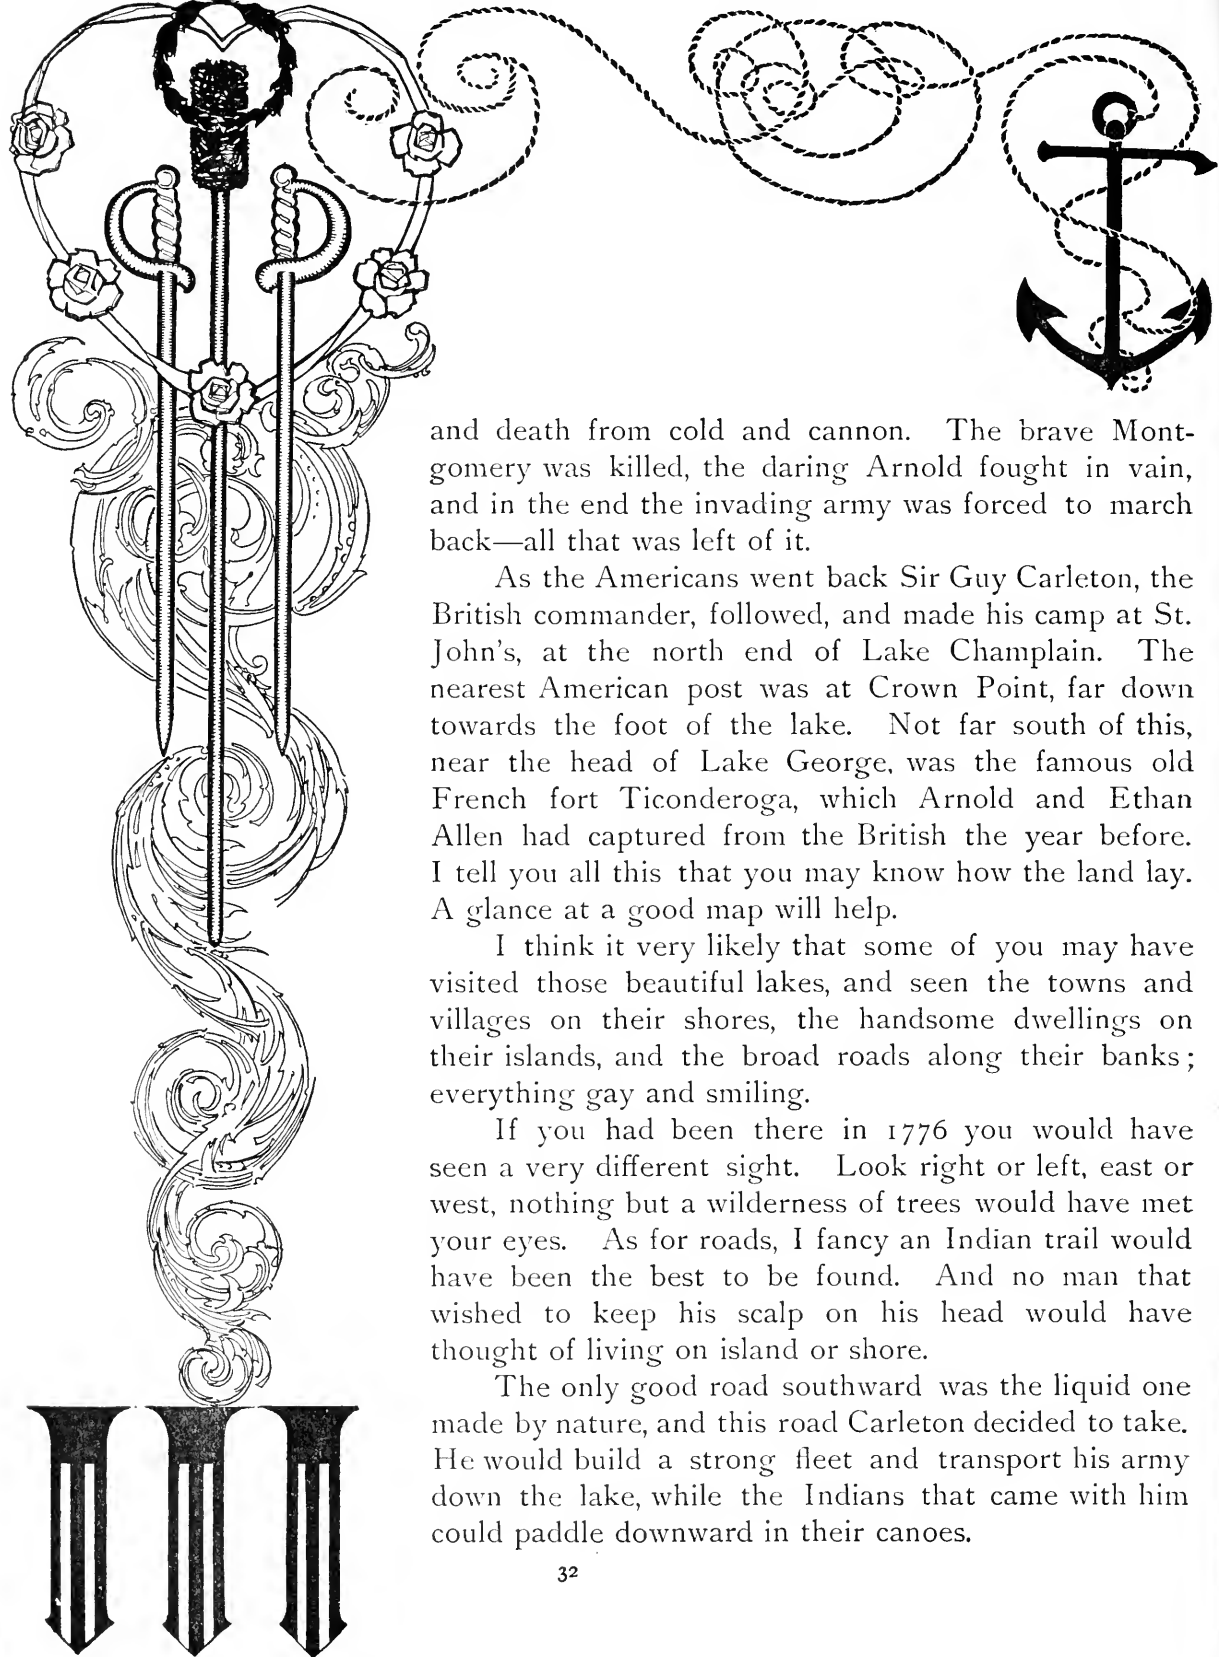 and death from cold and cannon. The brave Mont-
gomery was killed, the daring Arnold fought in vain,
and in the end the invading army was forced to march
back—all that was left of it.
As the Americans went back Sir Guy Carleton, the
British commander, followed, and made his camp at St.
John's, at the north end of Lake Champlain. The
nearest American post was at Crown Point, far down
towards the foot of the lake. Not far south of this,
near the head of Lake George, was the famous old
French fort Ticonderoga, which Arnold and Ethan
Allen had captured from the British the year before.
I tell you all this that you may know how the land lay.
A glance at a good map will help.
I think it very likely that some of you may have
visited those beautiful lakes, and seen the towns and
villages on their shores, the handsome dwellings on
their islands, and the broad roads along their banks;
everything gay and smiling.
If you had been there in 1776 you would have
seen a very different sight. Look right or left, east or
west, nothing but a wilderness of trees would have met
your eyes. As for roads, I fancy an Indian trail would
have been the best to be found. And no man that
wished to keep his scalp on his head would have
thought of living on island or shore.
The only good road southward was the liquid one
made by nature, and this road Carleton decided to take.
He would build a strong fleet and transport his army
down the lake, while the Indians that came with him
could paddle downward in their canoes.
32